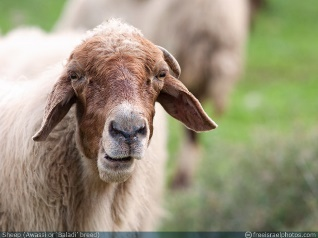 Sheep (Awassi or 'Baladi' breed)
© freeisraelphotos.com